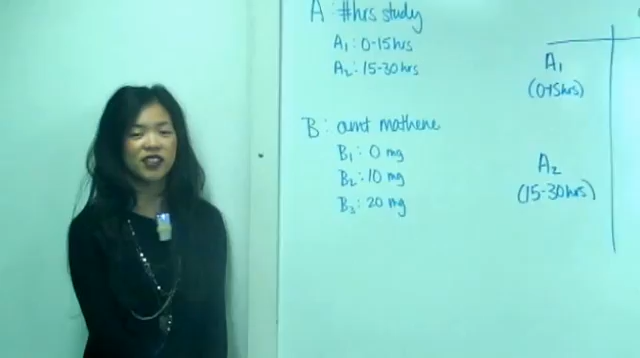 A: #hrs study
A1: 0-15hrs
A2: 15-30hrs
B: amt mathene
B1: 0 mg
B2: 10 mg
B3: 20 mg
A1
(0-15hrs)
A2
(15-30hrs)